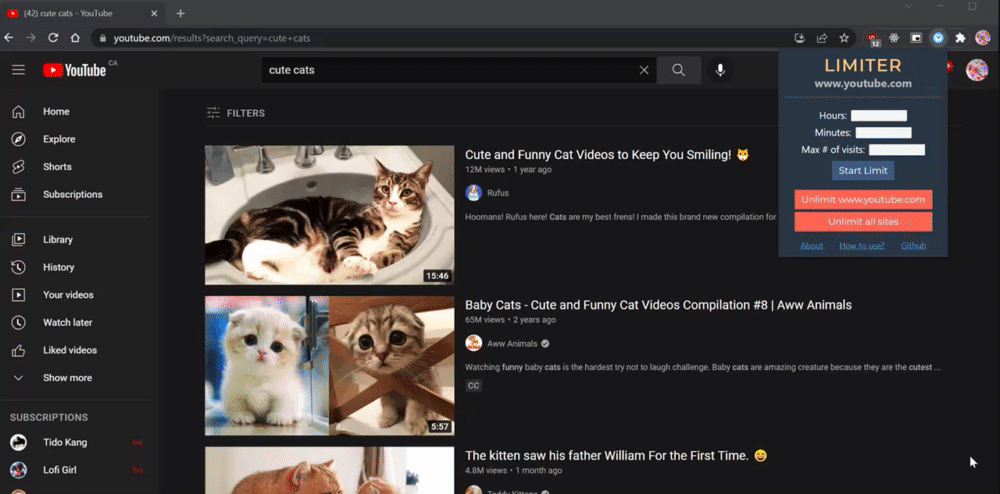 (42) cute cats - YouTube
youtube.com/results?search_query=cute+cats
12
YouTube CA
cute cats
LIMITER
www.youtube.com
Hours:
Minutes:
Max # of visits:
Start Limit
Unlimit www.youtube.com
Unlimit all sites
About How to use? Github
Home
Explore
Shorts
Subscriptions
Library
History
Your videos
Watch later
Liked videos
Show more
SUBSCRIPTIONS
Tido Kang
Lofi Girl
FILTERS
15:46
Cute and Funny Cat Videos to Keep You Smiling! 🐱
12M views • 1 year ago
Rufus
Hoomans! Rufus here! Cats are my best frens! I made this brand new compilation for
5:57
Baby Cats - Cute and Funny Cat Videos Compilation #8 | Aww Animals
65M views • 2 years ago
Aww Animals
Watching funny baby cats is the hardest try not to laugh challenge. Baby cats are amazing creature because they are the cutest ...
CC
The kitten saw his father William For the First Time. 😄
4.8M views • 1 month ago
Teddy Kittens